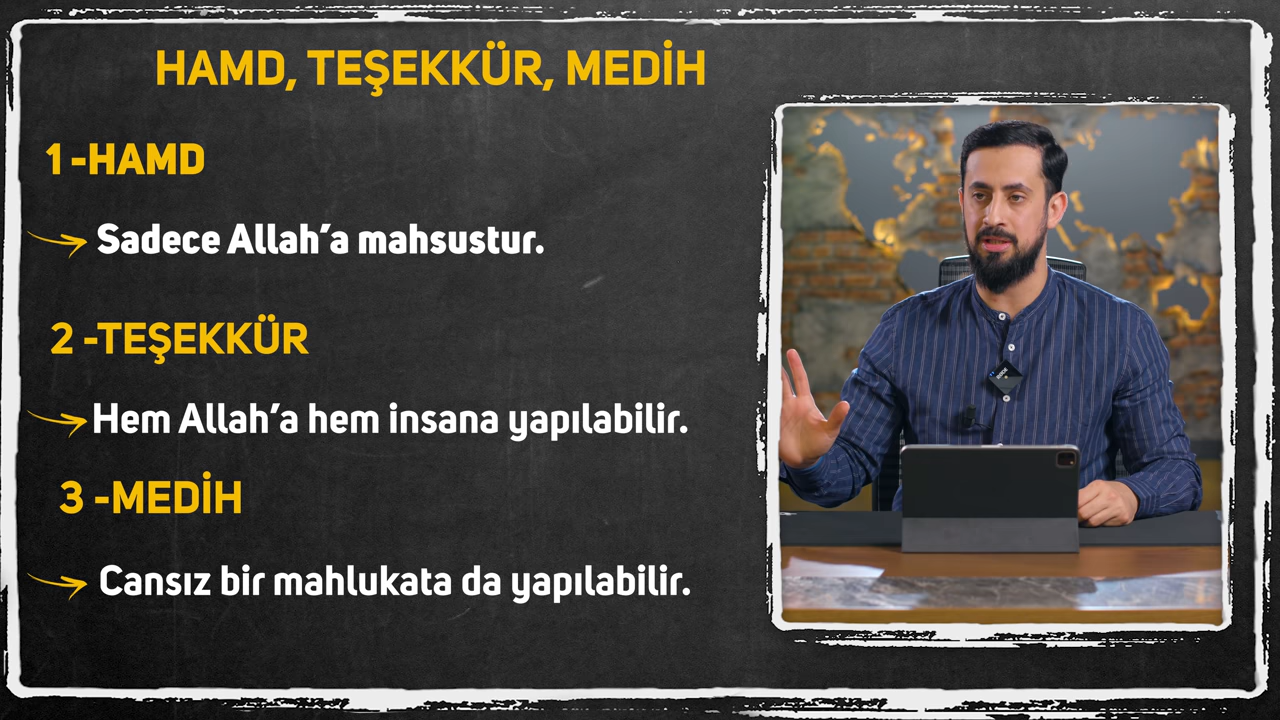 HAMD, TEŞEKKÜR, MEDİH
1 -HAMD
Sadece Allah’a mahsustur.
2 -TEŞEKKÜR
Hem Allah’a hem insana yapılabilir.
3 -MEDİH
Cansız bir mahlukata da yapılabilir.